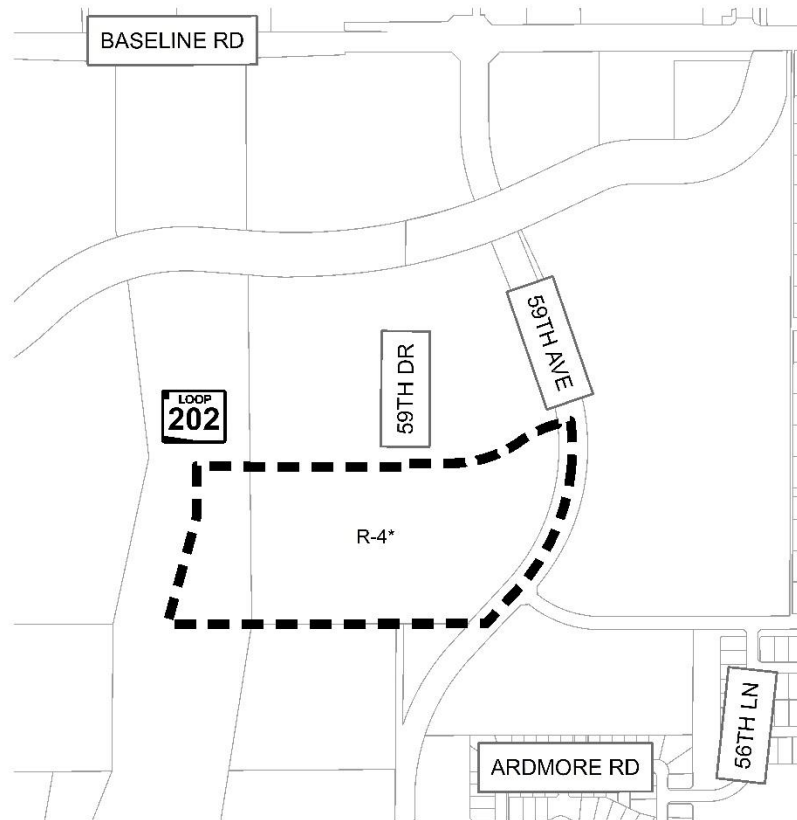 BASELINE RD
59TH AVE
59TH DR
LOOP
202
R-4*
56TH LN
ARDMORE RD